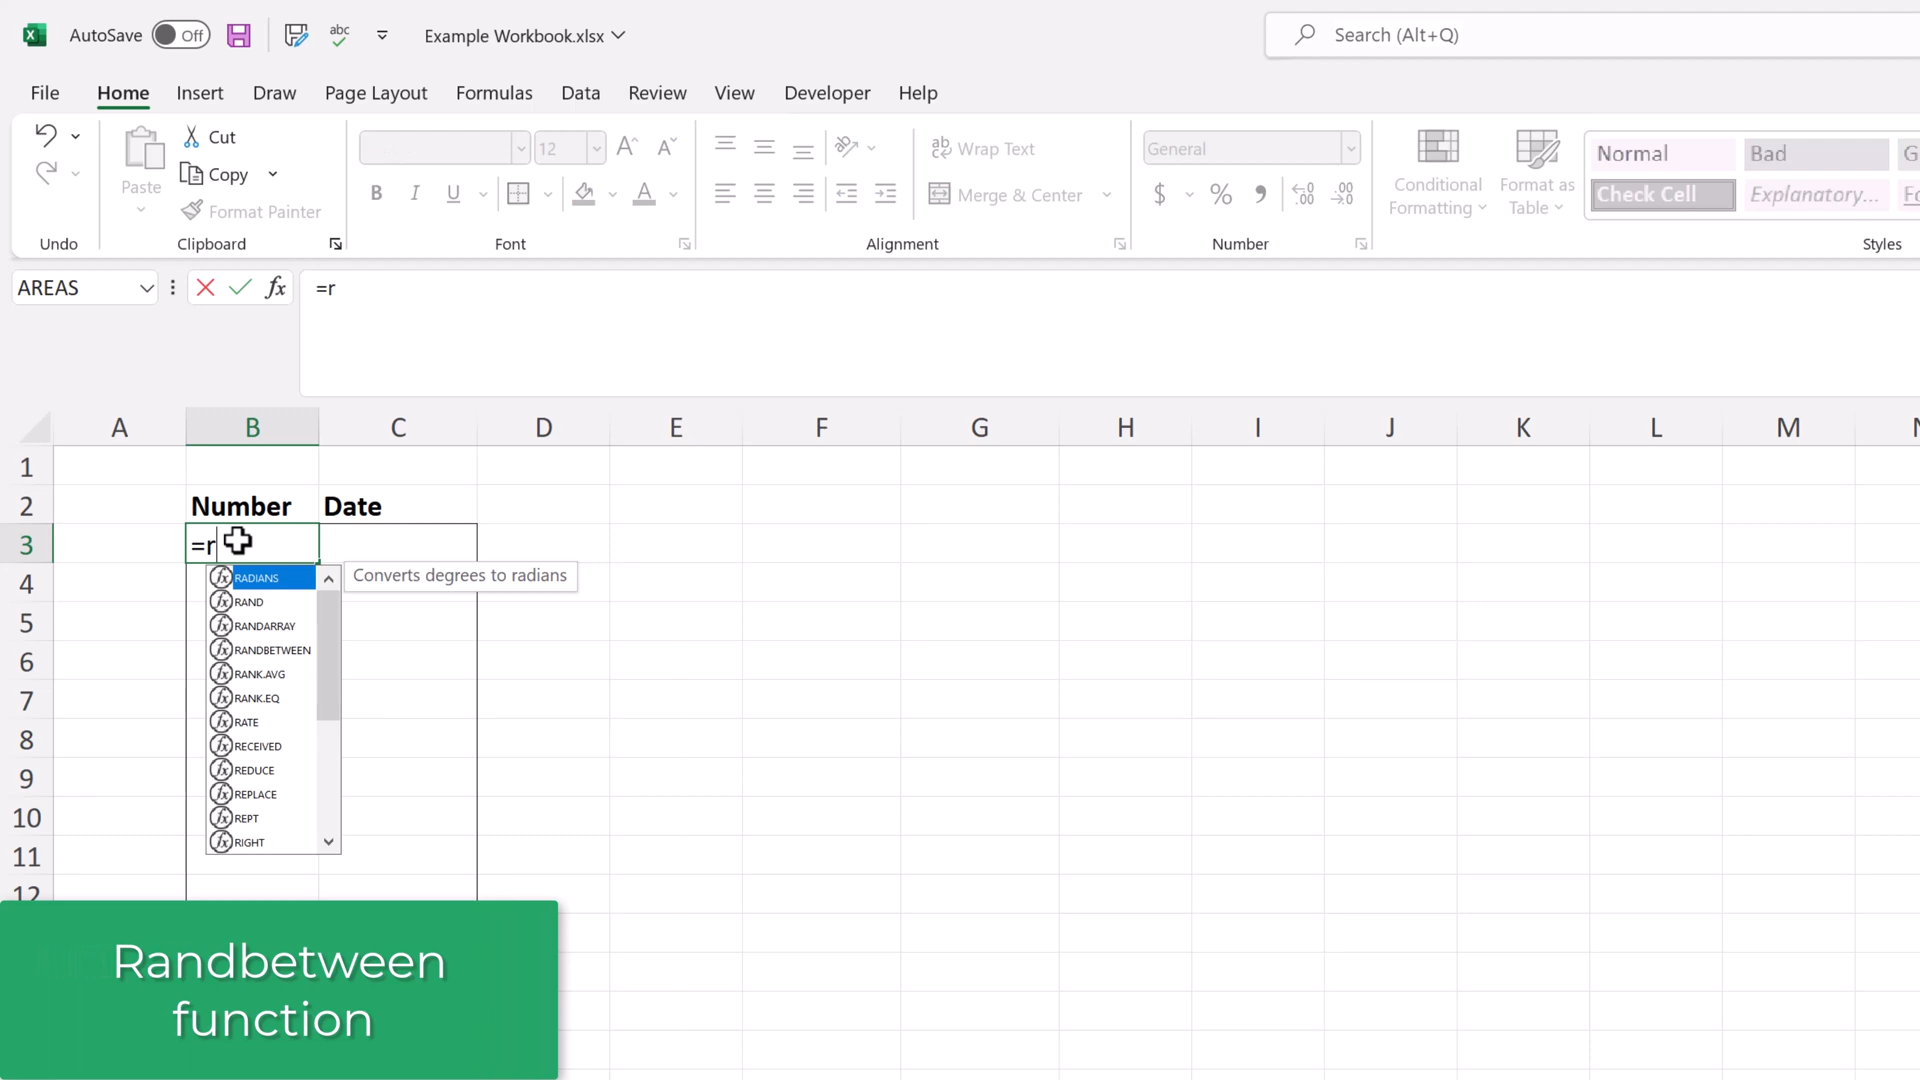 AutoSave Off abc Example Workbook.xlsx Search (Alt+Q)
File Home Insert Draw Page Layout Formulas Data Review View Developer Help
Cut
Copy
Paste
Format Painter
12
Wrap Text
Merge & Center
General
Conditional
Formatting
Format as
Table
Normal
Bad
Check Cell
Explanatory...
Undo Clipboard Font Alignment Number Styles
AREAS fx =r
A B C D E F G H I J K L M
1
2 Number Date
3 =r
4
5
6
7
8
9
10
11
12
RADIANS Converts degrees to radians
RAND
RANDARRAY
RANDBETWEEN
RANK.AVG
RANK.EQ
RATE
RECEIVED
REDUCE
REPLACE
REPT
RIGHT
Randbetween
function